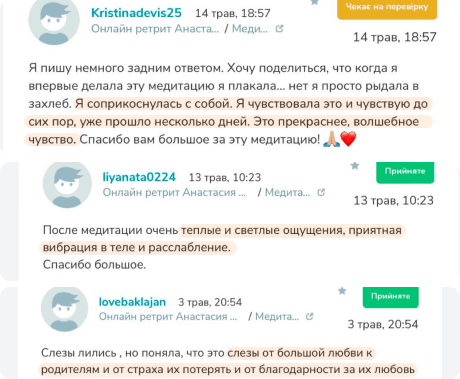 Kristinadevis25 14 трав, 18:57
Чекає на перевірку
Онлайн ретрит Анаста... / Меди...
14 трав, 18:57
Я пишу немного задним ответом. Хочу поделиться, что когда я
впервые делала эту медитацию я плакала... нет я просто рыдала в
захлеб. Я соприкоснулась с собой. Я чувствовала это и чувствую до
сих пор, уже прошло несколько дней. Это прекраснее, волшебное
чувство. Спасибо вам большое за эту медитацию! 🙏🏼❤️
liyanata0224 13 трав, 10:23
Прийняте
Онлайн ретрит Анастасия ... / Медита...
13 трав, 10:23
После медитации очень теплые и светлые ощущения, приятная
вибрация в теле и расслабление.
Спасибо большое.
lovebaklajan 3 трав, 20:54
Прийняте
Онлайн ретрит Анастасия ... / Медита...
3 трав, 20:54
Слезы лились , но поняла, что это слезы от большой любви к
родителям и от страха их потерять и от благодарности за их любовь